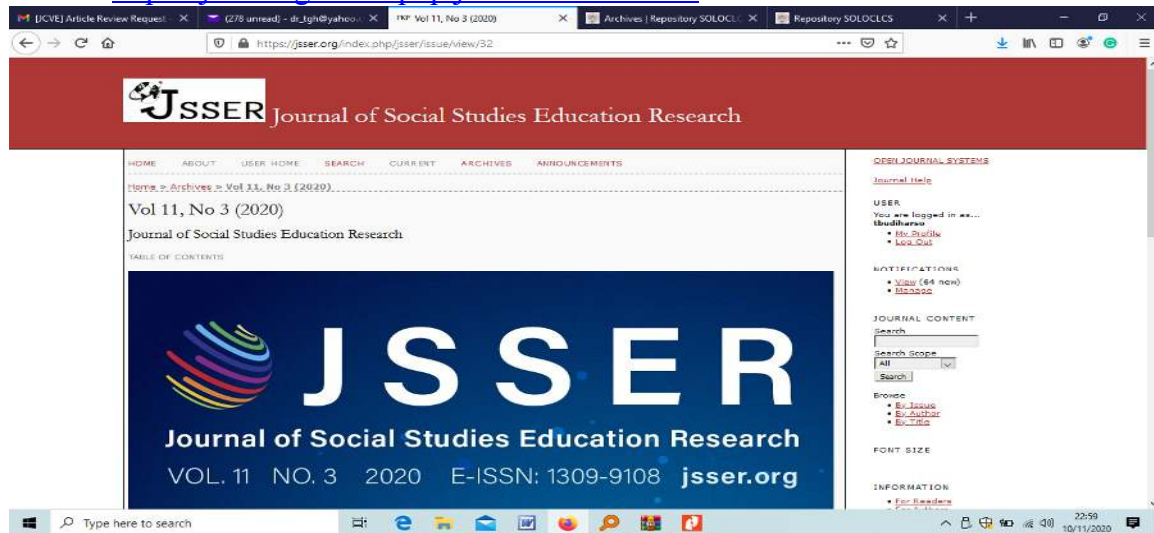 [JCVE] Article Review Request -
(278 unread) - dr_tgh@yahoo.c
PKP Vol 11, No 3 (2020)
Archives | Repository SOLOCLC
Repository SOLOCLCS
https://jsser.org/index.php/jsser/issue/view/32
JSSER Journal of Social Studies Education Research
HOME ABOUT USER HOME SEARCH CURRENT ARCHIVES ANNOUNCEMENTS
Home > Archives > Vol 11, No 3 (2020)
Vol 11, No 3 (2020)
Journal of Social Studies Education Research
TABLE OF CONTENTS
JSSER
Journal of Social Studies Education Research
VOL. 11 NO. 3 2020 E-ISSN: 1309-9108 jsser.org
OPEN JOURNAL SYSTEMS
Journal Help
USER
You are logged in as...
tbudiharso
My Profile
Log Out
NOTIFICATIONS
View (64 new)
Manage
JOURNAL CONTENT
Search
Search Scope
All
Search
Browse
By Issue
By Author
By Title
FONT SIZE
INFORMATION
For Readers
Type here to search
22:59
10/11/2020